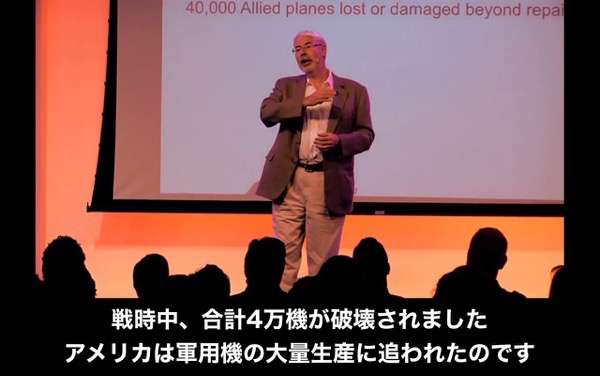 40,000 Allied planes lost or damaged beyond repai
戦時中、合計4万機が破壊されました
アメリカは軍用機の大量生産に追われたのです